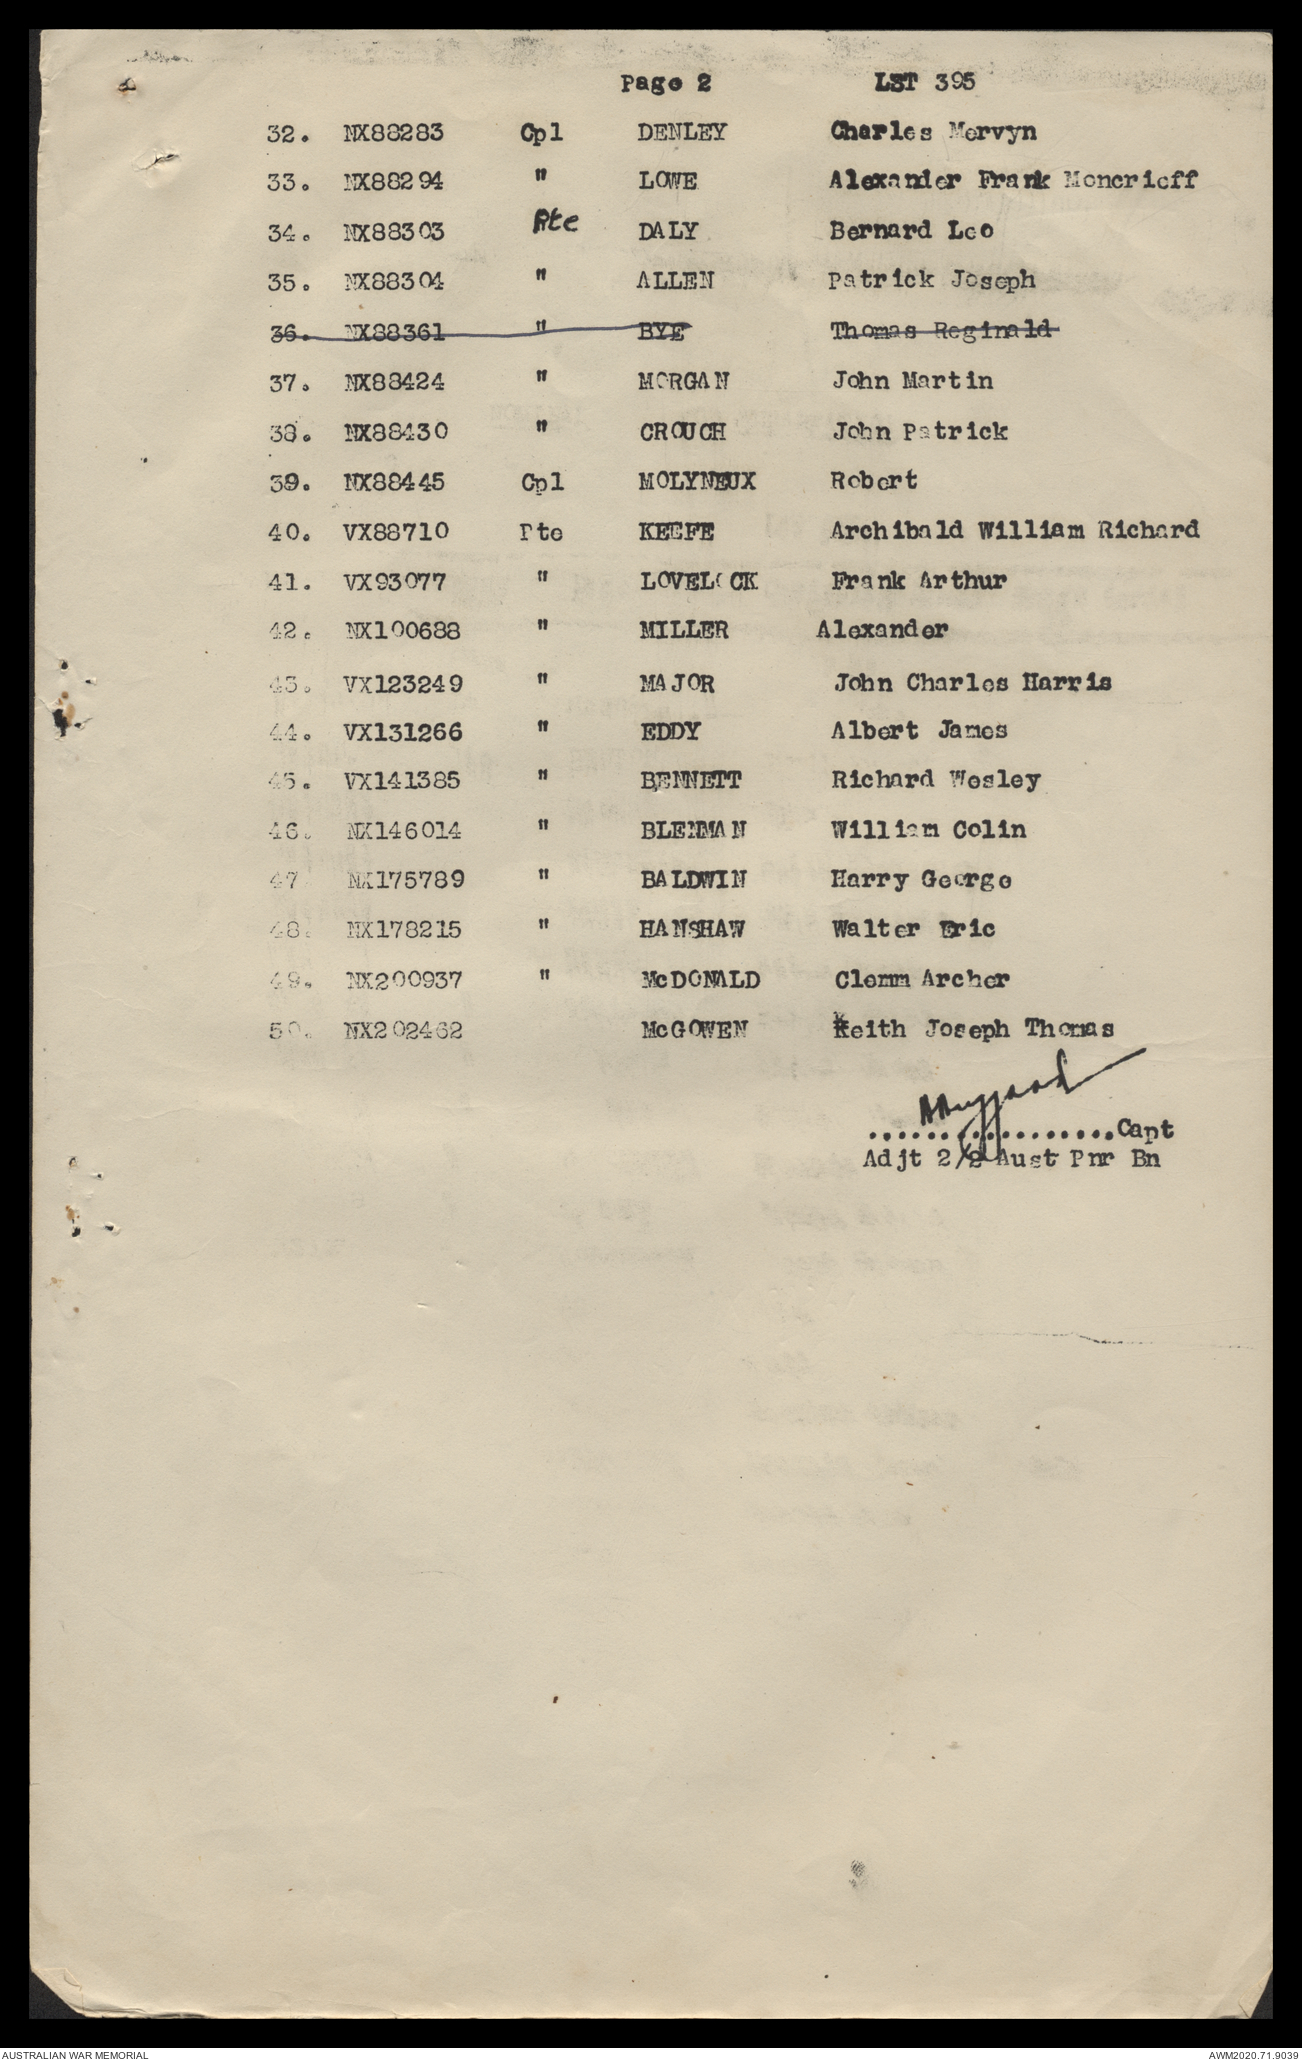 Page 2 LST 395
32. NX88283 Cpl DENLEY Charles Mervyn
33. NX88294 " LOWE Alexander Frank Moncrieff
34. NX88303 Pte DALY Bernard Leo
35. NX88304 " ALLEN Patrick Joseph
36. NX88361 " BYE Thomas Reginald
37. NX88424 " MORGAN John Martin
38. NX88430 " CROUCH John Patrick
39. NX88445 Cpl MOLYNEUX Robert
40. VX88710 Pte KEEFE Archibald William Richard
41. VX93077 " LOVELOCK Frank Arthur
42. NX100688 " MILLER Alexander
43. VX123249 " MAJOR John Charles Harris
44. VX131266 " EDDY Albert James
45. VX141385 " BENNETT Richard Wesley
46. NX146014 " BLENMAN William Colin
47. NX175789 " BALDWIN Harry George
48. NX178215 " HANSHAW Walter Eric
49. NX200937 " McDONALD Clemm Archer
50. NX202462 McGOWEN Keith Joseph Thomas
.................Capt
Adjt 2/2 Aust Pnr Bn
AUSTRALIAN WAR MEMORIAL AWM2020.71.9039